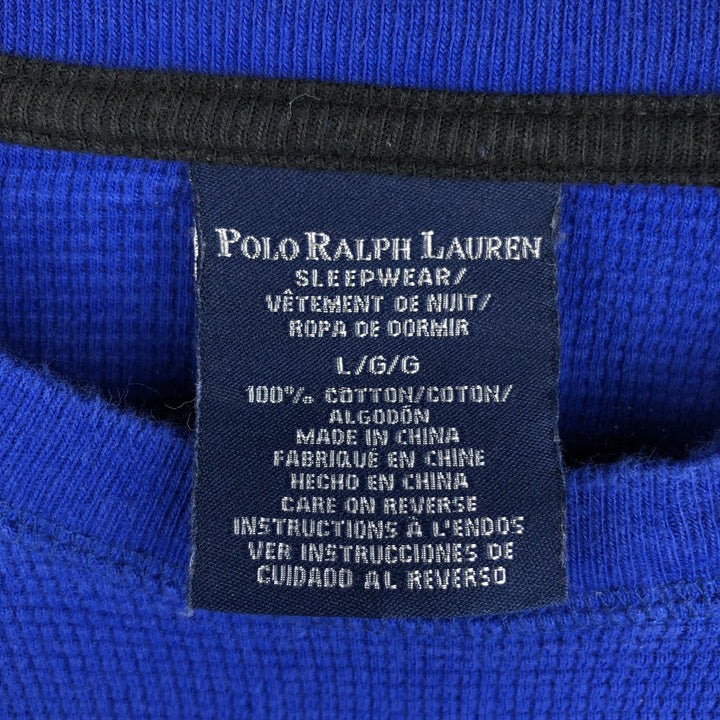 POLO RALPH LAUREN
SLEEPWEAR/
VÊTEMENT DE NUIT/
ROPA DE DORMIR
L/G/G
100% COTTON/COTON/
ALGODÓN
MADE IN CHINA
FABRIQUÉ EN CHINE
HECHO EN CHINA
CARE ON REVERSE
INSTRUCTIONS À L'ENDOS
VER INSTRUCCIONES DE
CUIDADO AL REVERSO